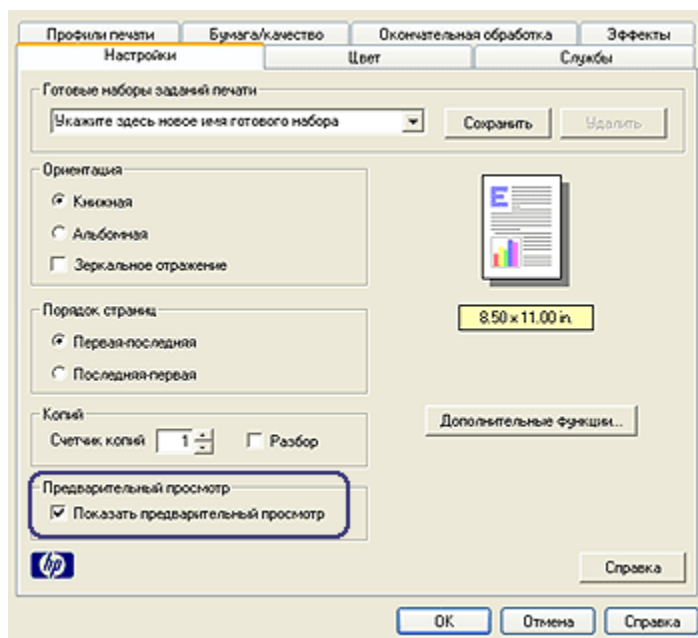 Профили печати Бумага/качество Окончательная обработка Эффекты
Настройки Цвет Службы
Готовые наборы заданий печати
Укажите здесь новое имя готового набора Сохранить Удалить
Ориентация
Книжная
Альбомная
Зеркальное отражение
E
8.50 x 11.00 in.
Порядок страниц
Первая-последняя
Последняя-первая
Копий
Счетчик копий 1 Разбор
Дополнительные функции...
Предварительный просмотр
Показать предварительный просмотр
hp
Справка
OK Отмена Справка